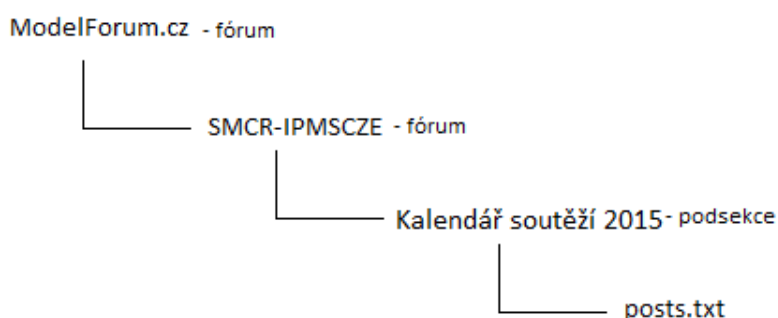 ModelForum.cz - fórum
SMCR-IPMSCZE - fórum
Kalendář soutěží 2015 - podsekce
posts.txt